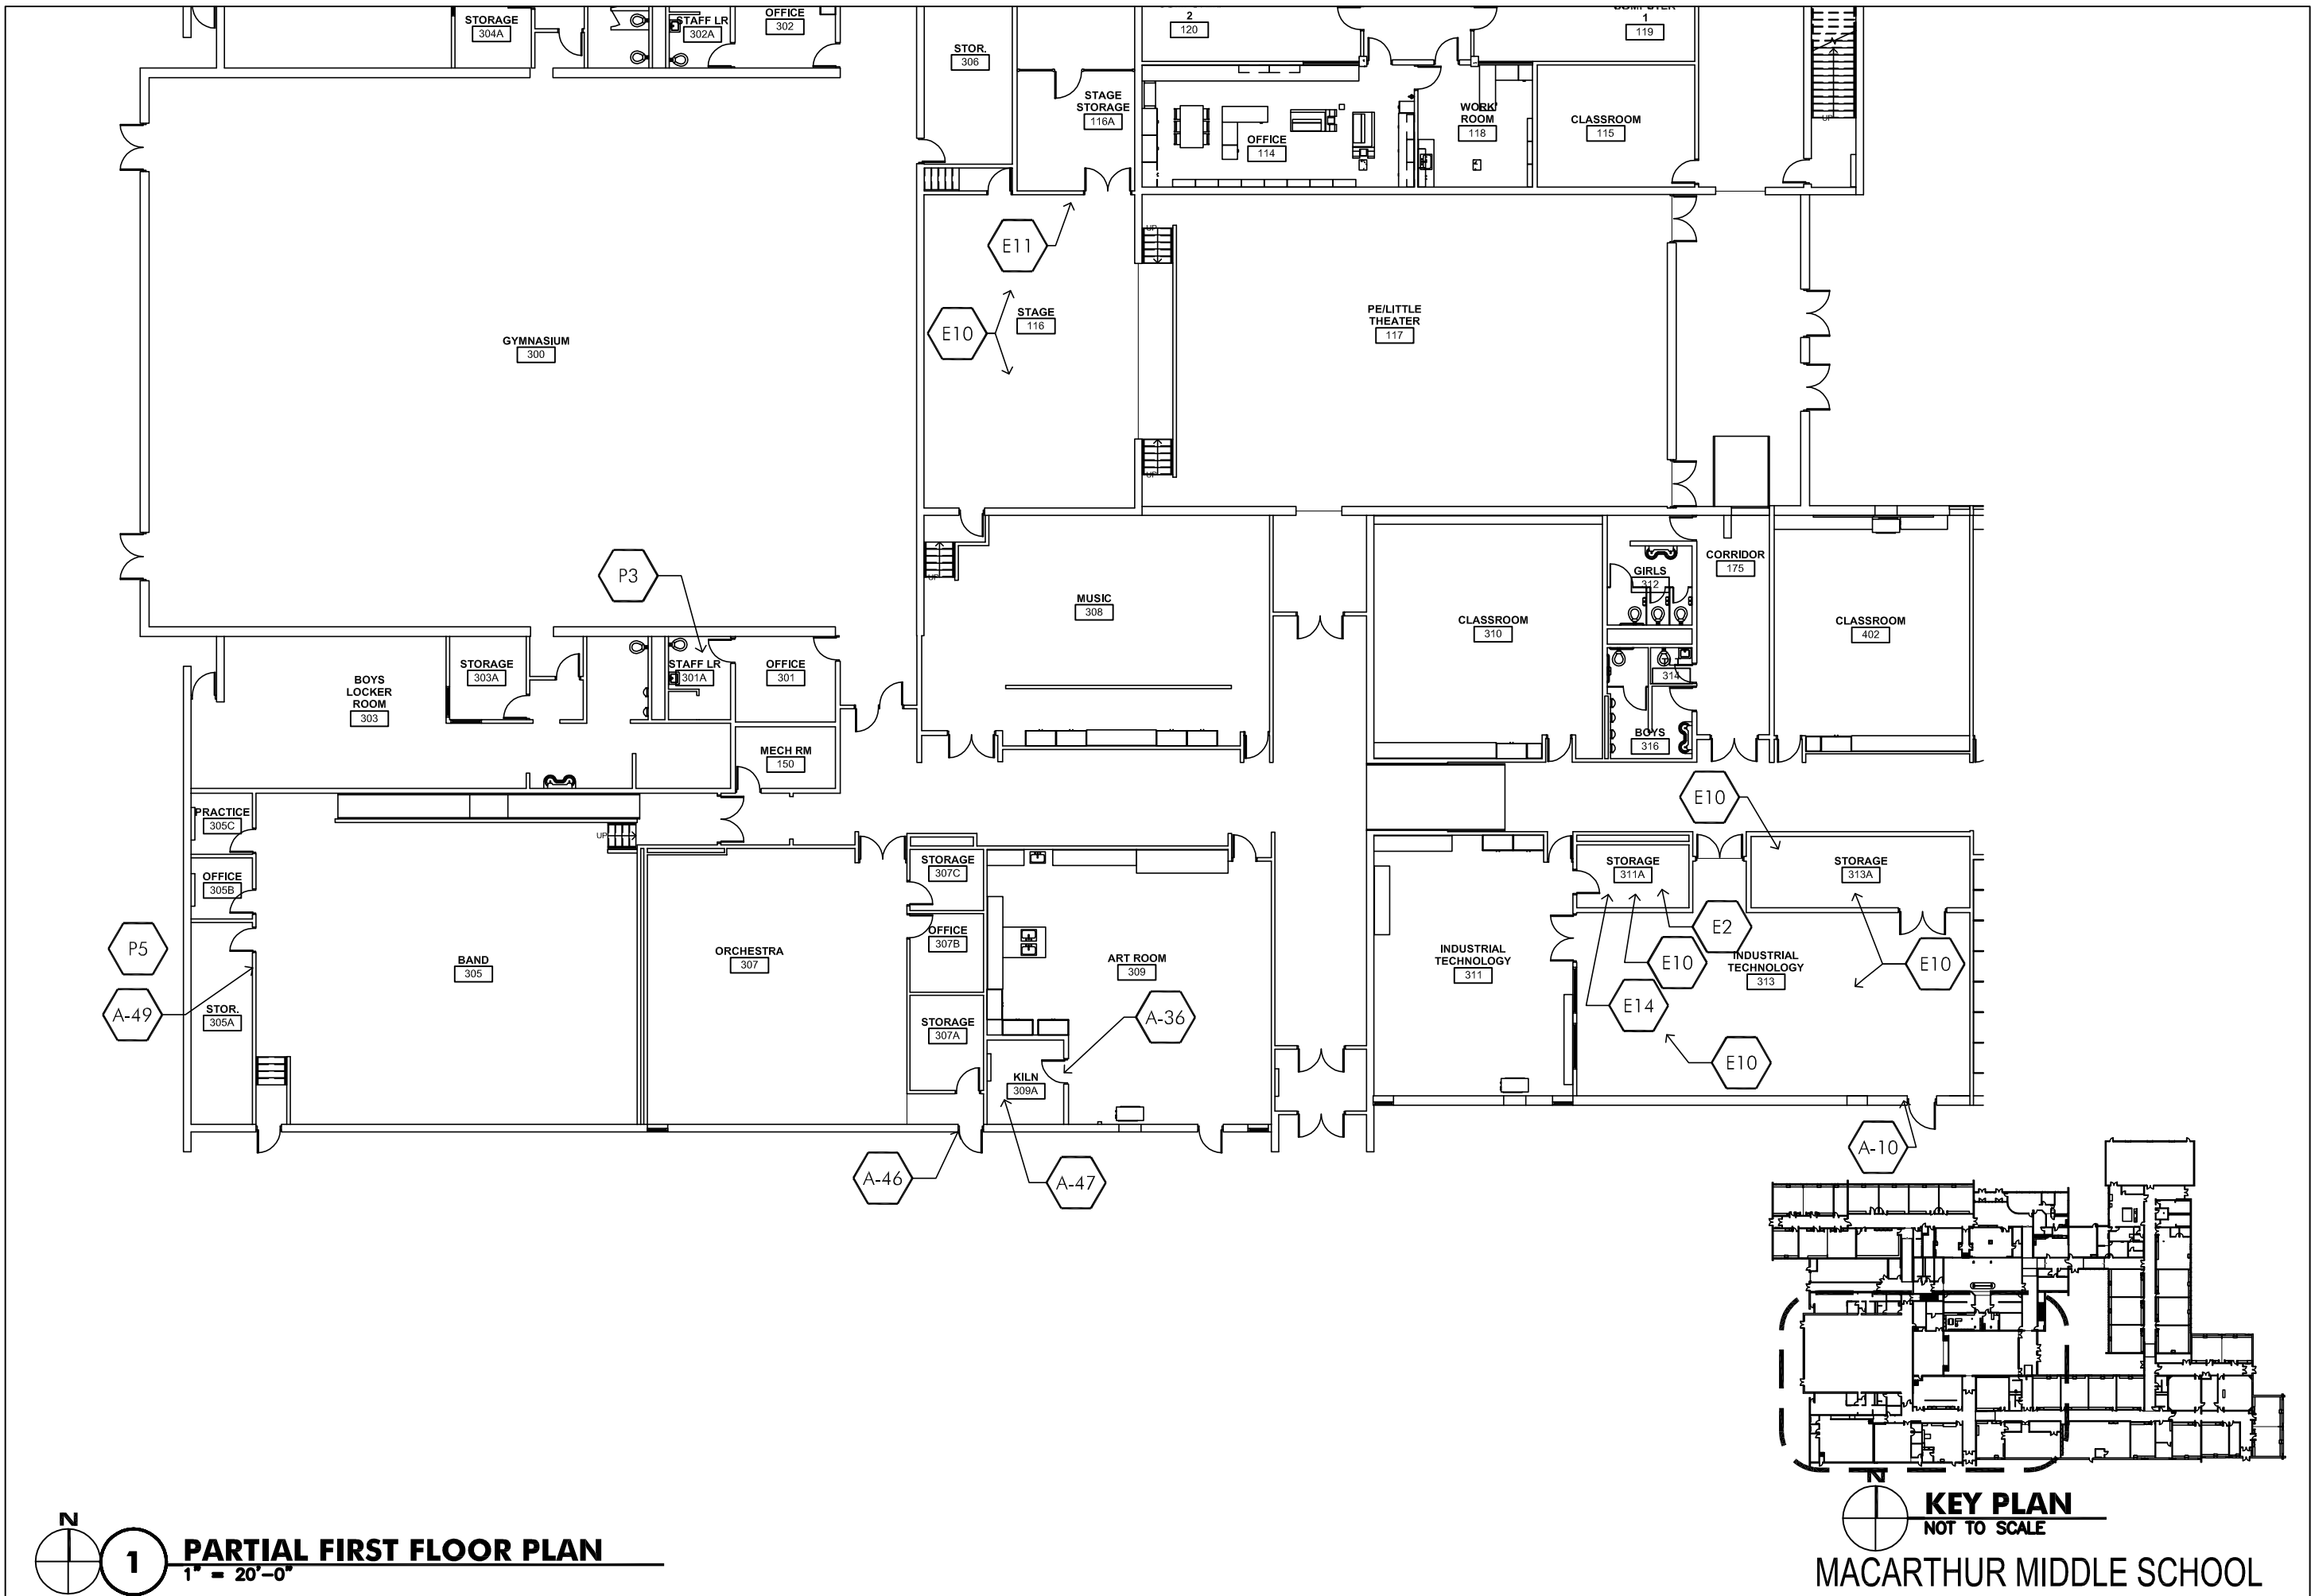 STORAGE
304A
STAFF LR
302A
OFFICE
302
STOR.
306
STAGE
STORAGE
116A
2
120
1
119
OFFICE
114
WORK
ROOM
118
CLASSROOM
115
UP
E11
E10
STAGE
116
UP
UP
PE/LITTLE
THEATER
117
GYMNASIUM
300
P3
UP
MUSIC
308
CLASSROOM
310
GIRLS
312
CORRIDOR
175
CLASSROOM
402
314
BOYS
316
BOYS
LOCKER
ROOM
303
STORAGE
303A
STAFF LR
301A
OFFICE
301
MECH RM
150
PRACTICE
305C
UP
OFFICE
305B
P5
A-49
STOR.
305A
BAND
305
ORCHESTRA
307
STORAGE
307C
OFFICE
307B
STORAGE
307A
ART ROOM
309
KILN
309A
A-36
A-46
A-47
INDUSTRIAL
TECHNOLOGY
311
STORAGE
311A
E10
STORAGE
313A
E2
E10
E14
INDUSTRIAL
TECHNOLOGY
313
E10
E10
A-10
N
1
PARTIAL FIRST FLOOR PLAN
1" = 20'-0"
N
KEY PLAN
NOT TO SCALE
MACARTHUR MIDDLE SCHOOL